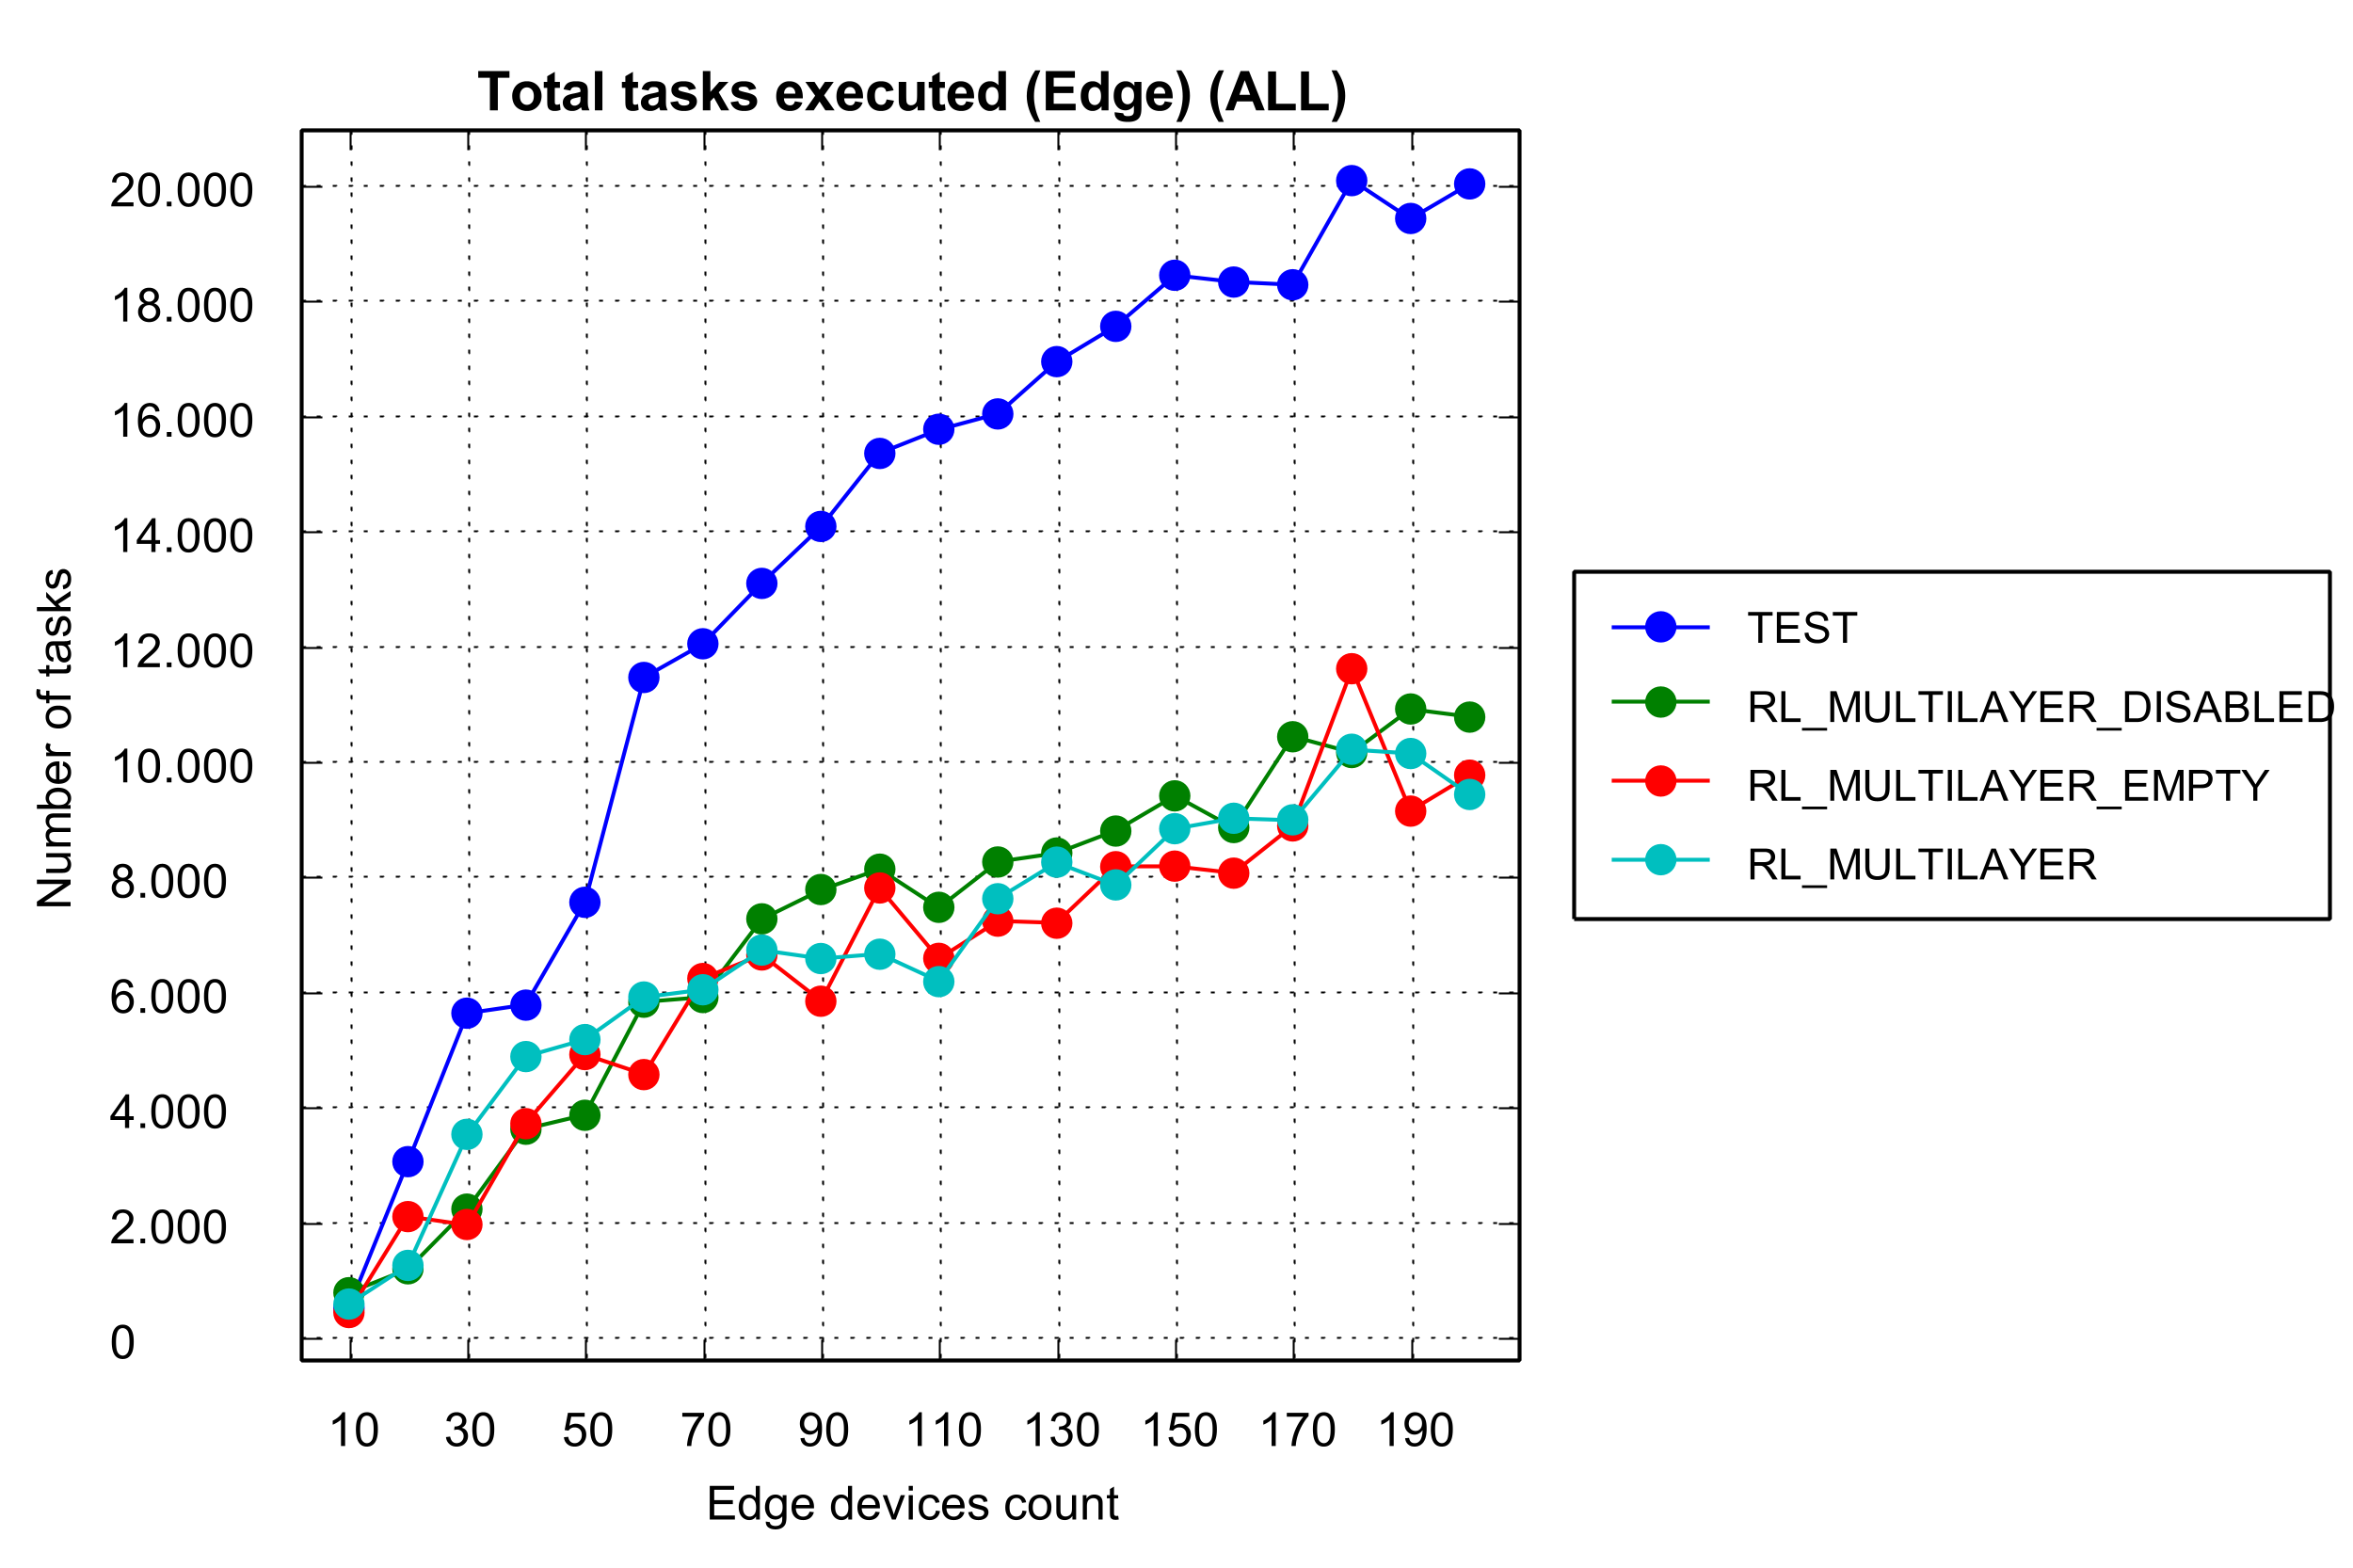 Total tasks executed (Edge) (ALL)
20.000
18.000
16.000
14.000
12.000
10.000
8.000
6.000
4.000
2.000
0
Number of tasks
10 30 50 70 90 110 130 150 170 190
Edge devices count
TEST
RL_MULTILAYER_DISABLED
RL_MULTILAYER_EMPTY
RL_MULTILAYER